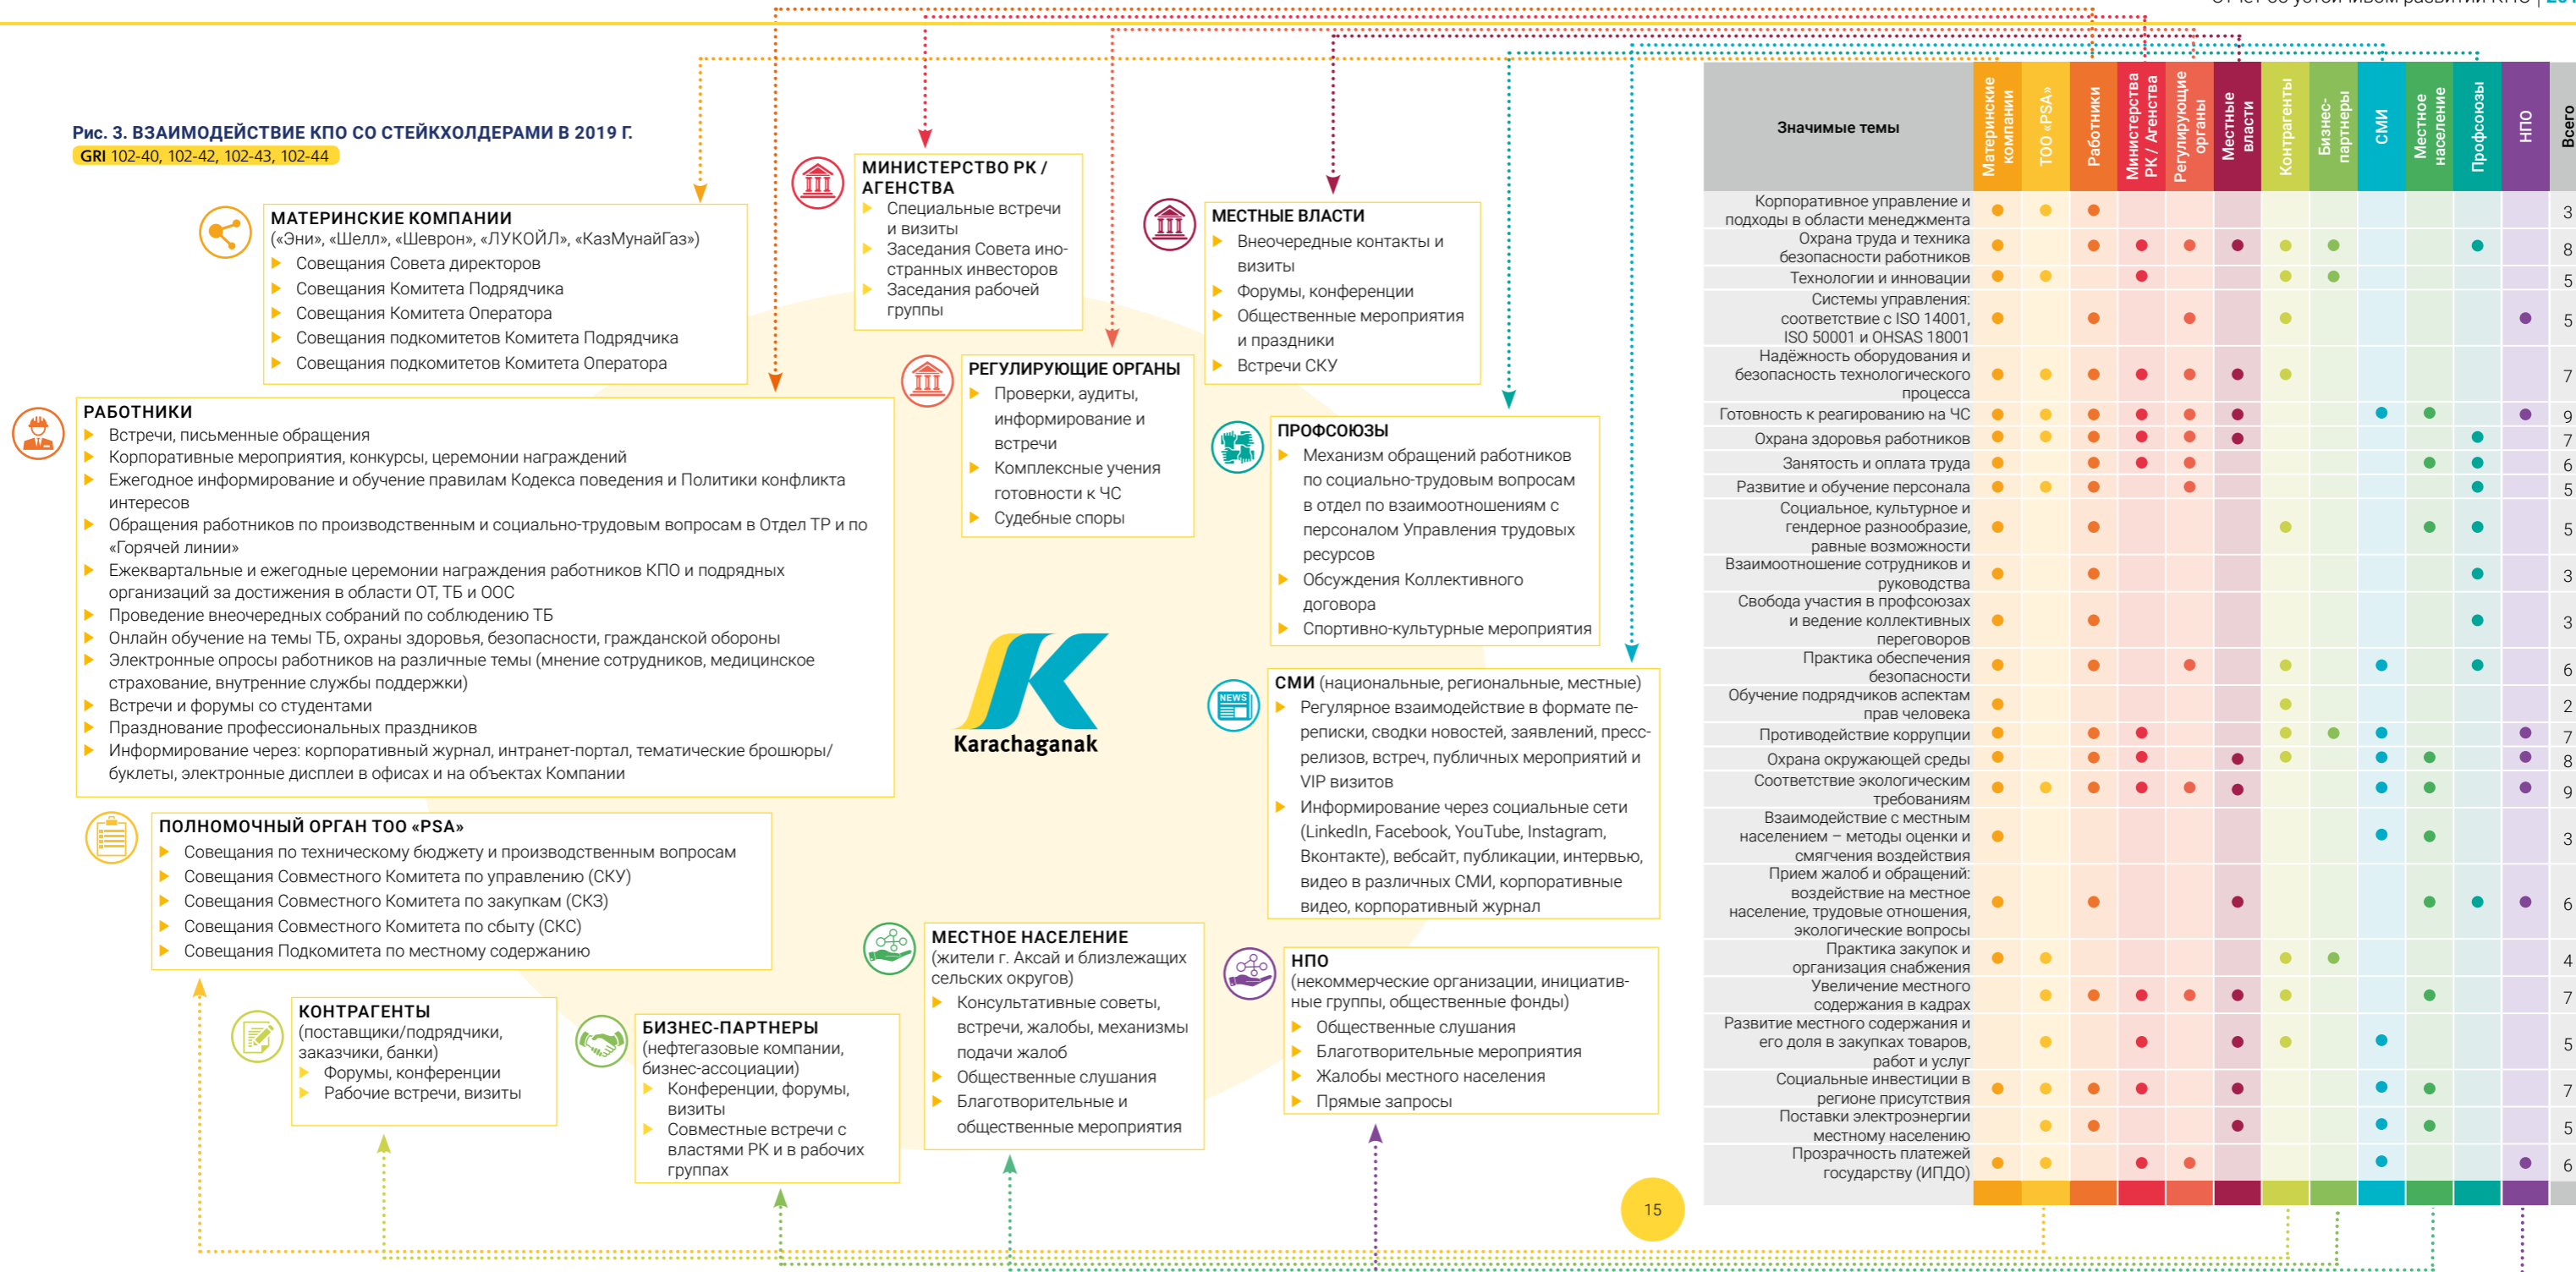 Отчет об устойчивом развитии КПО | 201
Рис. 3. ВЗАИМОДЕЙСТВИЕ КПО СО СТЕЙКХОЛДЕРАМИ В 2019 Г.
GRI 102-40, 102-42, 102-43, 102-44
МАТЕРИНСКИЕ КОМПАНИИ
(«Эни», «Шелл», «Шеврон», «ЛУКОЙЛ», «КазМунайГаз»)
Совещания Совета директоров
Совещания Комитета Подрядчика
Совещания Комитета Оператора
Совещания подкомитетов Комитета Подрядчика
Совещания подкомитетов Комитета Оператора
МИНИСТЕРСТВО РК /
АГЕНСТВА
Специальные встречи
и визиты
Заседания Совета ино-
странных инвесторов
Заседания рабочей
группы
МЕСТНЫЕ ВЛАСТИ
Внеочередные контакты и
визиты
Форумы, конференции
Общественные мероприятия
и праздники
Встречи СКУ
РЕГУЛИРУЮЩИЕ ОРГАНЫ
Проверки, аудиты,
информирование и
встречи
Комплексные учения
готовности к ЧС
Судебные споры
РАБОТНИКИ
Встречи, письменные обращения
Корпоративные мероприятия, конкурсы, церемонии награждений
Ежегодное информирование и обучение правилам Кодекса поведения и Политики конфликта
интересов
Обращения работников по производственным и социально-трудовым вопросам в Отдел ТР и по
«Горячей линии»
Ежеквартальные и ежегодные церемонии награждения работников КПО и подрядных
организаций за достижения в области ОТ, ТБ и ООС
Проведение внеочередных собраний по соблюдению ТБ
Онлайн обучение на темы ТБ, охраны здоровья, безопасности, гражданской обороны
Электронные опросы работников на различные темы (мнение сотрудников, медицинское
страхование, внутренние службы поддержки)
Встречи и форумы со студентами
Празднование профессиональных праздников
Информирование через: корпоративный журнал, интранет-портал, тематические брошюры/
буклеты, электронные дисплеи в офисах и на объектах Компании
ПРОФСОЮЗЫ
Механизм обращений работников
по социально-трудовым вопросам
в отдел по взаимоотношениям с
персоналом Управления трудовых
ресурсов
Обсуждения Коллективного
договора
Спортивно-культурные мероприятия
Karachaganak
NEWS
СМИ (национальные, региональные, местные)
Регулярное взаимодействие в формате пе-
реписки, сводки новостей, заявлений, пресс-
релизов, встреч, публичных мероприятий и
VIP визитов
Информирование через социальные сети
(LinkedIn, Facebook, YouTube, Instagram,
Вконтакте), вебсайт, публикации, интервью,
видео в различных СМИ, корпоративные
видео, корпоративный журнал
ПОЛНОМОЧНЫЙ ОРГАН ТОО «PSA»
Совещания по техническому бюджету и производственным вопросам
Совещания Совместного Комитета по управлению (СКУ)
Совещания Совместного Комитета по закупкам (СКЗ)
Совещания Совместного Комитета по сбыту (СКС)
Совещания Подкомитета по местному содержанию
КОНТРАГЕНТЫ
(поставщики/подрядчики,
заказчики, банки)
Форумы, конференции
Рабочие встречи, визиты
БИЗНЕС-ПАРТНЕРЫ
(нефтегазовые компании,
бизнес-ассоциации)
Конференции, форумы,
визиты
Совместные встречи с
властями РК и в рабочих
группах
МЕСТНОЕ НАСЕЛЕНИЕ
(жители г. Аксай и близлежащих
сельских округов)
Консультативные советы,
встречи, жалобы, механизмы
подачи жалоб
Общественные слушания
Благотворительные и
общественные мероприятия
НПО
(некоммерческие организации, инициатив-
ные группы, общественные фонды)
Общественные слушания
Благотворительные мероприятия
Жалобы местного населения
Прямые запросы
15
Значимые темы
Материнские
компании
ТОО «PSA»
Работники
Министерства
РК / Агенства
Регулирующие
органы
Местные
власти
Контрагенты
Бизнес-
партнеры
СМИ
Местное
население
Профсоюзы
НПО
Всего
Корпоративное управление и
подходы в области менеджмента 3
Охрана труда и техника
безопасности работников 8
Технологии и инновации 5
Системы управления:
соответствие с ISO 14001, 5
ISO 50001 и OHSAS 18001
Надёжность оборудования и
безопасность технологического 7
процесса
Готовность к реагированию на ЧС 9
Охрана здоровья работников 7
Занятость и оплата труда 6
Развитие и обучение персонала 5
Социальное, культурное и
гендерное разнообразие, 5
равные возможности
Взаимоотношение сотрудников и
руководства 3
Свобода участия в профсоюзах
и ведение коллективных 3
переговоров
Практика обеспечения
безопасности 6
Обучение подрядчиков аспектам
прав человека 2
Противодействие коррупции 7
Охрана окружающей среды 8
Соответствие экологическим
требованиям 9
Взаимодействие с местным
населением – методы оценки и 3
смягчения воздействия
Прием жалоб и обращений:
воздействие на местное
население, трудовые отношения, 6
экологические вопросы
Практика закупок и
организация снабжения 4
Увеличение местного
содержания в кадрах 7
Развитие местного содержания и
его доля в закупках товаров, 5
работ и услуг
Социальные инвестиции в
регионе присутствия 7
Поставки электроэнергии
местному населению 5
Прозрачность платежей
государству (ИПДО) 6